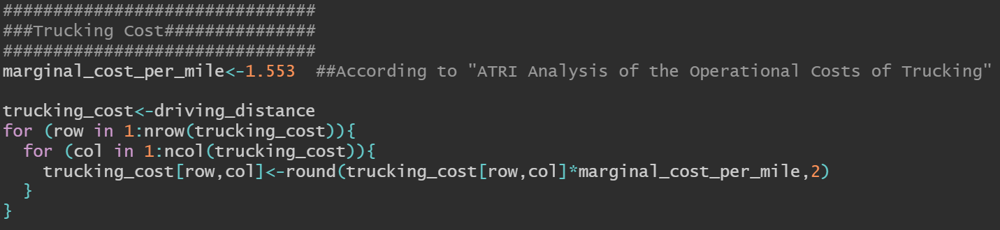 ###############################
###Trucking Cost###############
###############################
marginal_cost_per_mile<-1.553  ##According to "ATRI Analysis of the Operational Costs of Trucking"

trucking_cost<-driving_distance
for (row in 1:nrow(trucking_cost)){
  for (col in 1:ncol(trucking_cost)){
    trucking_cost[row,col]<-round(trucking_cost[row,col]*marginal_cost_per_mile,2)
  }
}